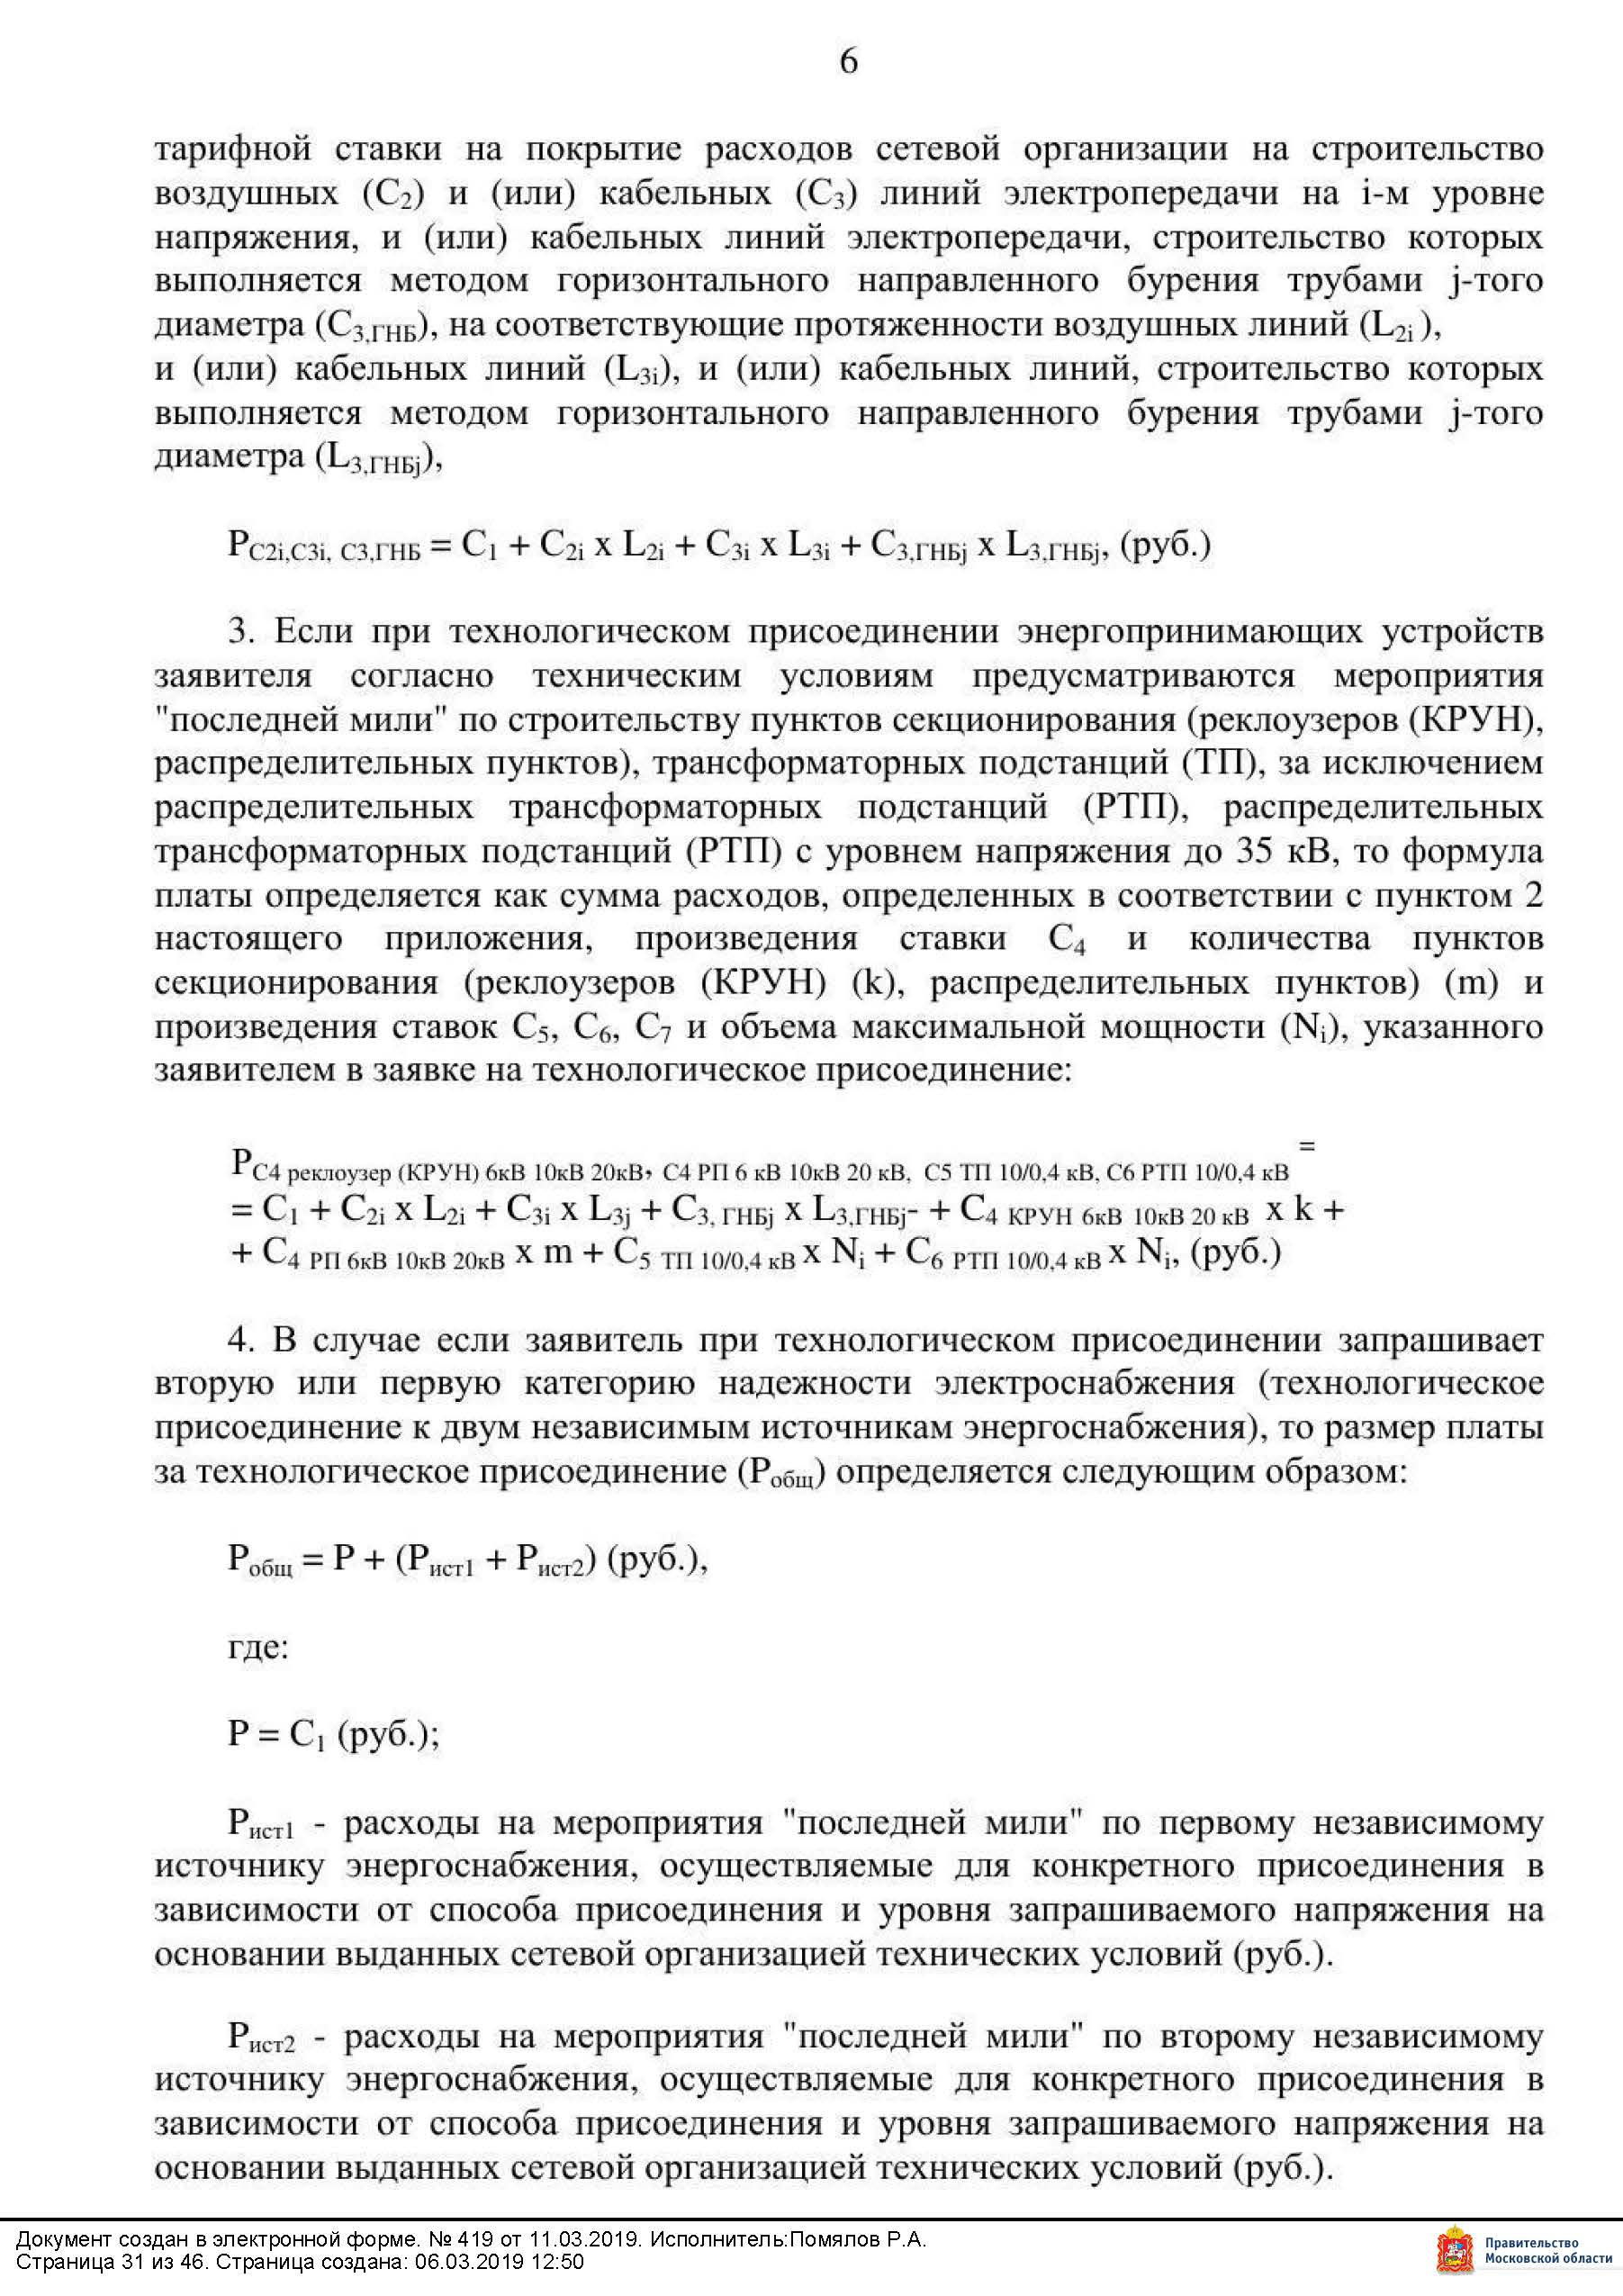 6
тарифной ставки на покрытие расходов сетевой организации на строительство
воздушных (С2) и (или) кабельных (С3) линий электропередачи на i-м уровне
напряжения, и (или) кабельных линий электропередачи, строительство которых
выполняется методом горизонтального направленного бурения трубами j-того
диаметра (С3,ГНБ), на соответствующие протяженности воздушных линий (L2i ),
и (или) кабельных линий (L3i), и (или) кабельных линий, строительство которых
выполняется методом горизонтального направленного бурения трубами j-того
диаметра (L3,ГНБj),
РС2i,С3i, С3,ГНБ = С1 + С2i х L2i + С3i х L3i + С3,ГНБj х L3,ГНБj, (руб.)
3. Если при технологическом присоединении энергопринимающих устройств
заявителя согласно техническим условиям предусматриваются мероприятия
"последней мили" по строительству пунктов секционирования (реклоузеров (КРУН),
распределительных пунктов), трансформаторных подстанций (ТП), за исключением
распределительных трансформаторных подстанций (РТП), распределительных
трансформаторных подстанций (РТП) с уровнем напряжения до 35 кВ, то формула
платы определяется как сумма расходов, определенных в соответствии с пунктом 2
настоящего приложения, произведения ставки С4 и количества пунктов
секционирования (реклоузеров (КРУН) (k), распределительных пунктов) (m) и
произведения ставок С5, С6, С7 и объема максимальной мощности (Ni), указанного
заявителем в заявке на технологическое присоединение:
РС4 реклоузер (КРУН) 6кВ 10кВ 20кВ, С4 РП 6 кВ 10кВ 20 кВ, С5 ТП 10/0,4 кВ, С6 РТП 10/0,4 кВ =
= С1 + С2i х L2i + С3i х L3j + С3, ГНБj х L3,ГНБj- + С4 КРУН 6кВ 10кВ 20 кВ х k +
+ С4 РП 6кВ 10кВ 20кВ х m + С5 ТП 10/0,4 кВ х Ni + С6 РТП 10/0,4 кВ х Ni, (руб.)
4. В случае если заявитель при технологическом присоединении запрашивает
вторую или первую категорию надежности электроснабжения (технологическое
присоединение к двум независимым источникам энергоснабжения), то размер платы
за технологическое присоединение (Робщ) определяется следующим образом:
Робщ = Р + (Рист1 + Рист2) (руб.),
где:
Р = С1 (руб.);
Рист1 - расходы на мероприятия "последней мили" по первому независимому
источнику энергоснабжения, осуществляемые для конкретного присоединения в
зависимости от способа присоединения и уровня запрашиваемого напряжения на
основании выданных сетевой организацией технических условий (руб.).
Рист2 - расходы на мероприятия "последней мили" по второму независимому
источнику энергоснабжения, осуществляемые для конкретного присоединения в
зависимости от способа присоединения и уровня запрашиваемого напряжения на
основании выданных сетевой организацией технических условий (руб.).
Документ создан в электронной форме. № 419 от 11.03.2019. Исполнитель:Помялов Р.А.
Страница 31 из 46. Страница создана: 06.03.2019 12:50
Правительство
Московской области